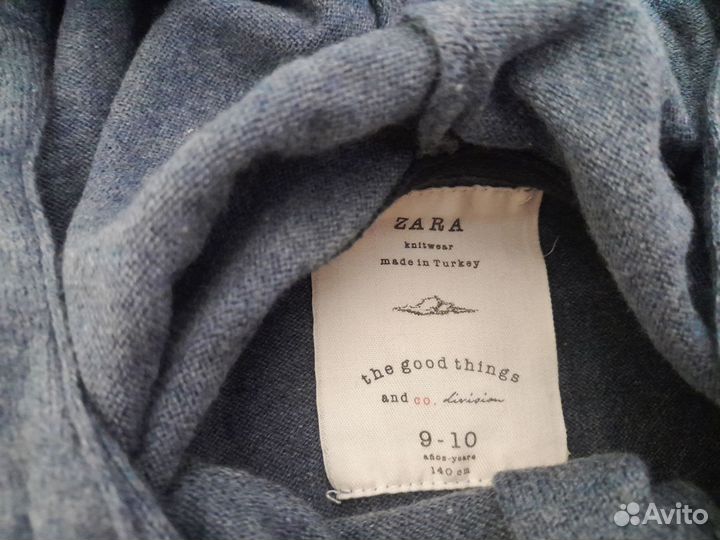 ZARA
knitwear
made in Turkey
the good things
and co. division
9-10
años-years
140 cm
Avito